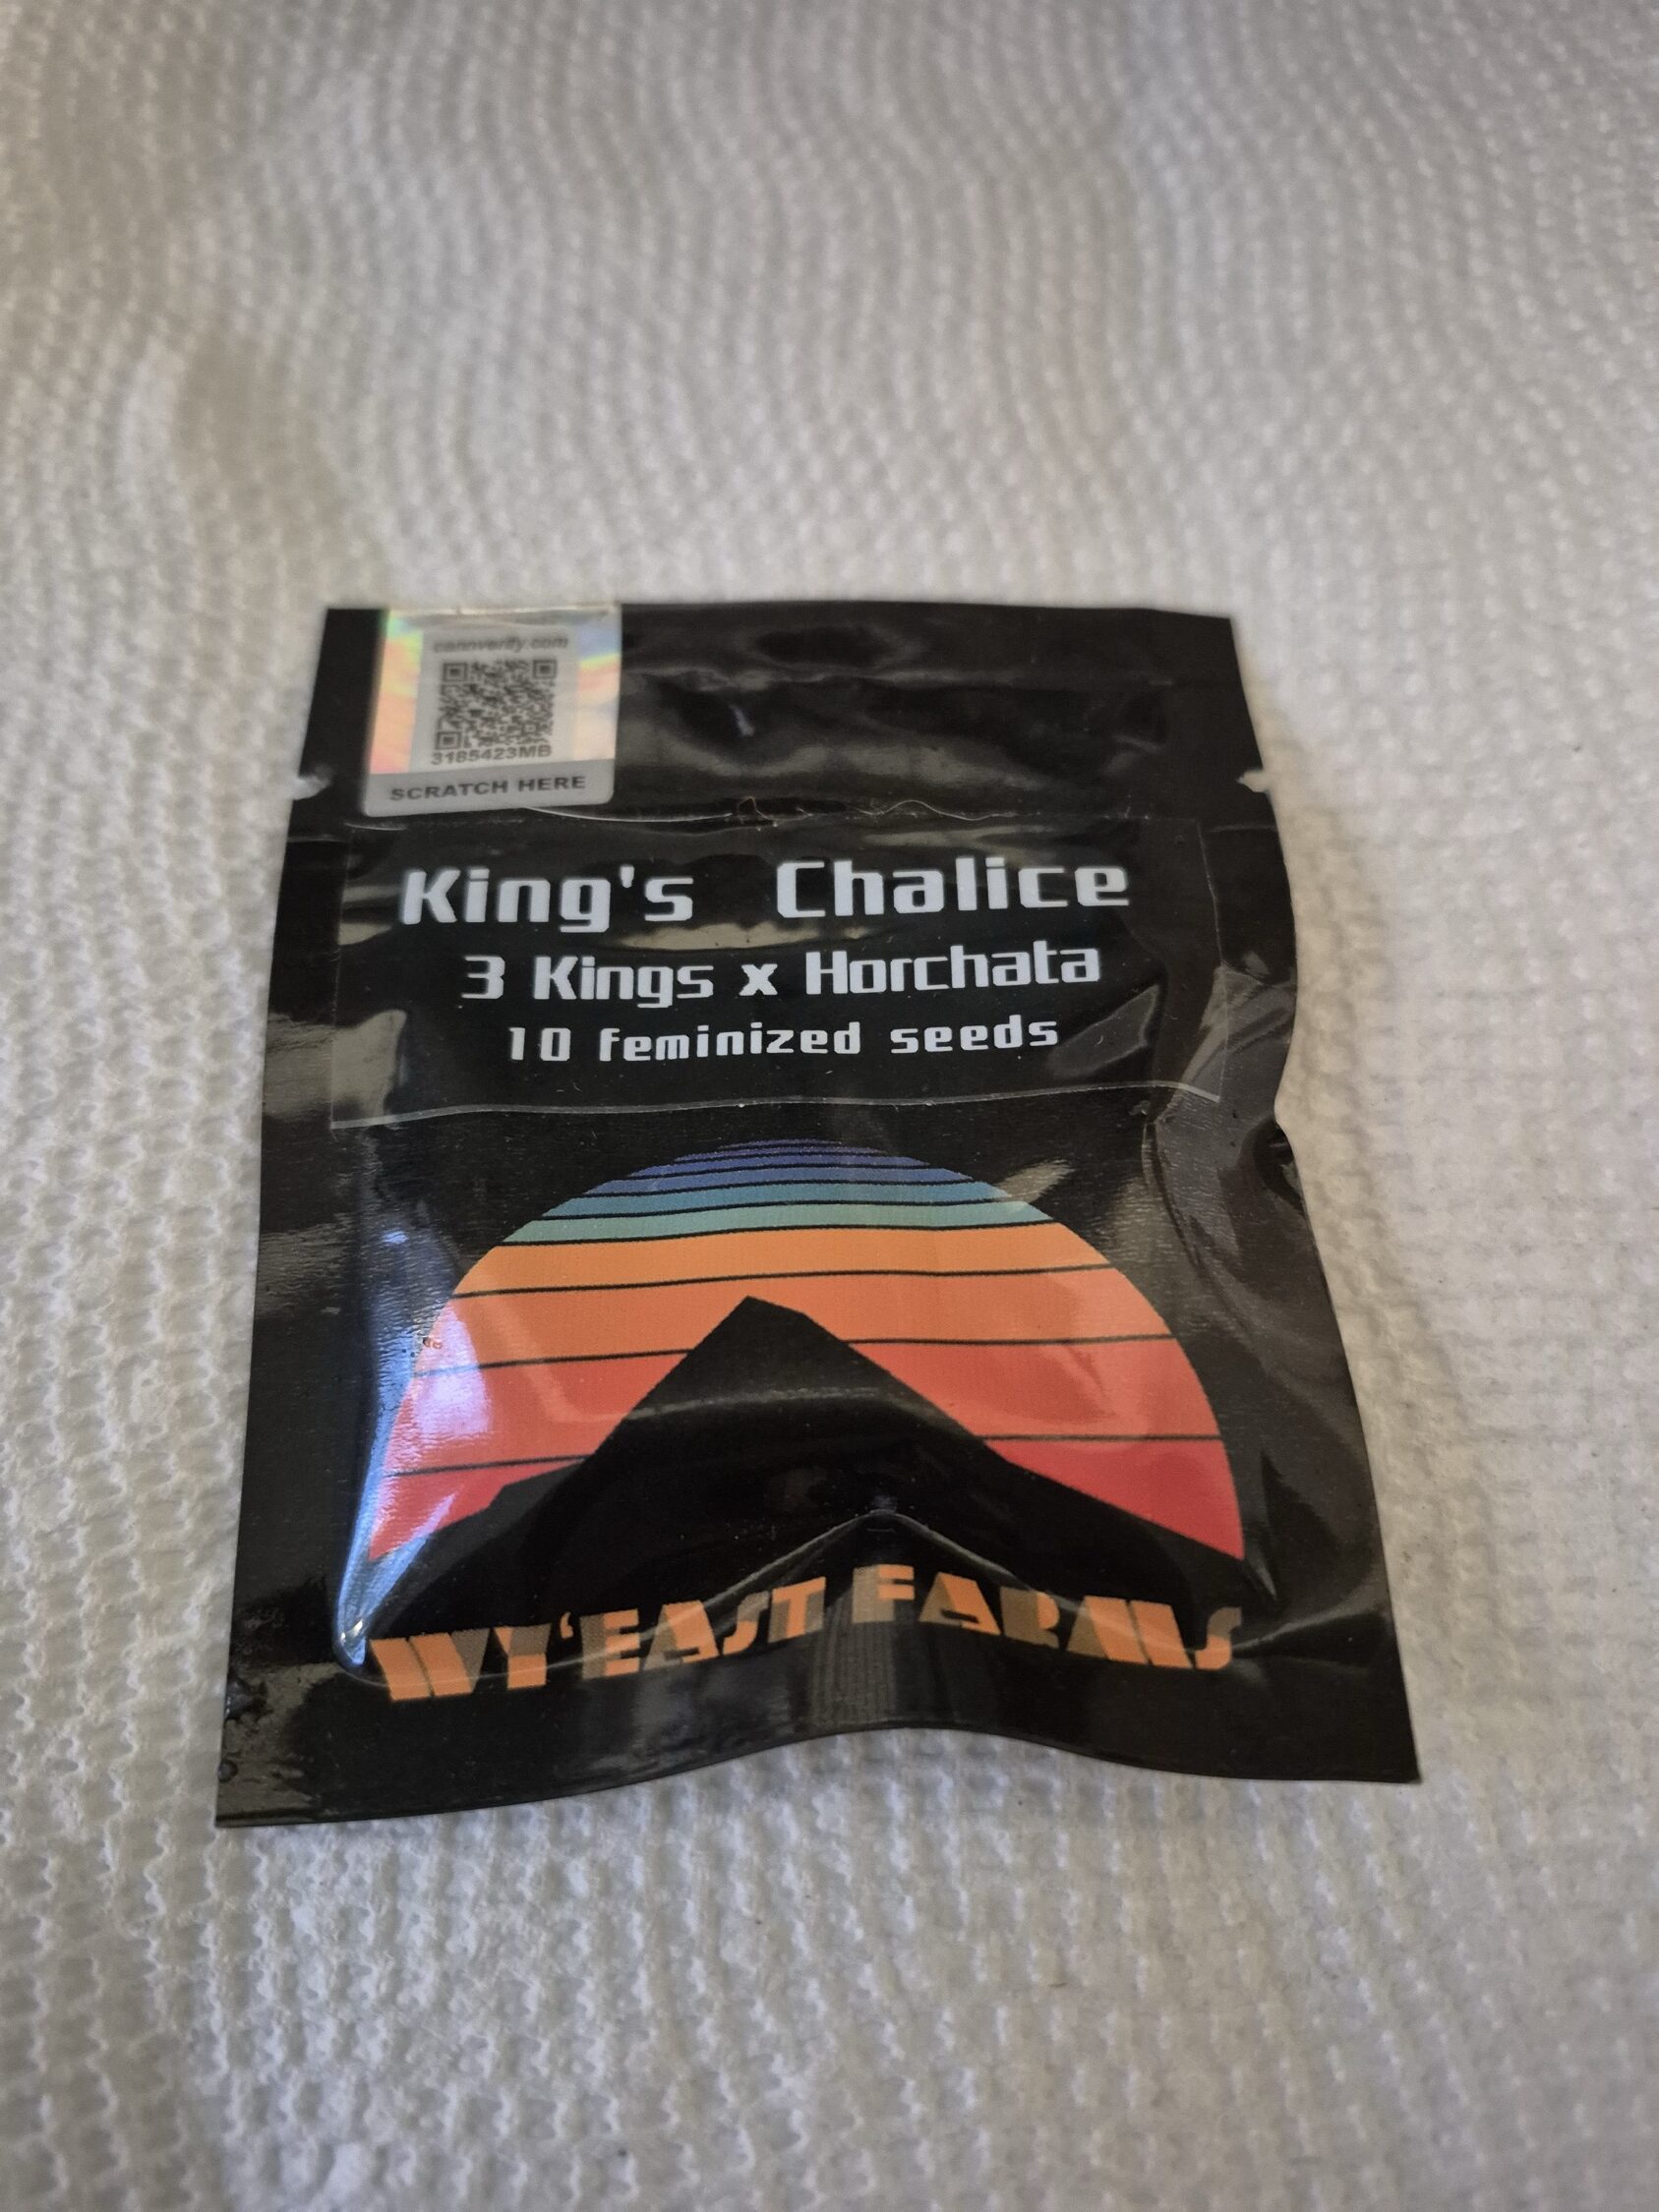 cannverify.com
3185423MB
SCRATCH HERE
King's Chalice
3 Kings x Horchata
10 feminized seeds
WY'EAST FARMS